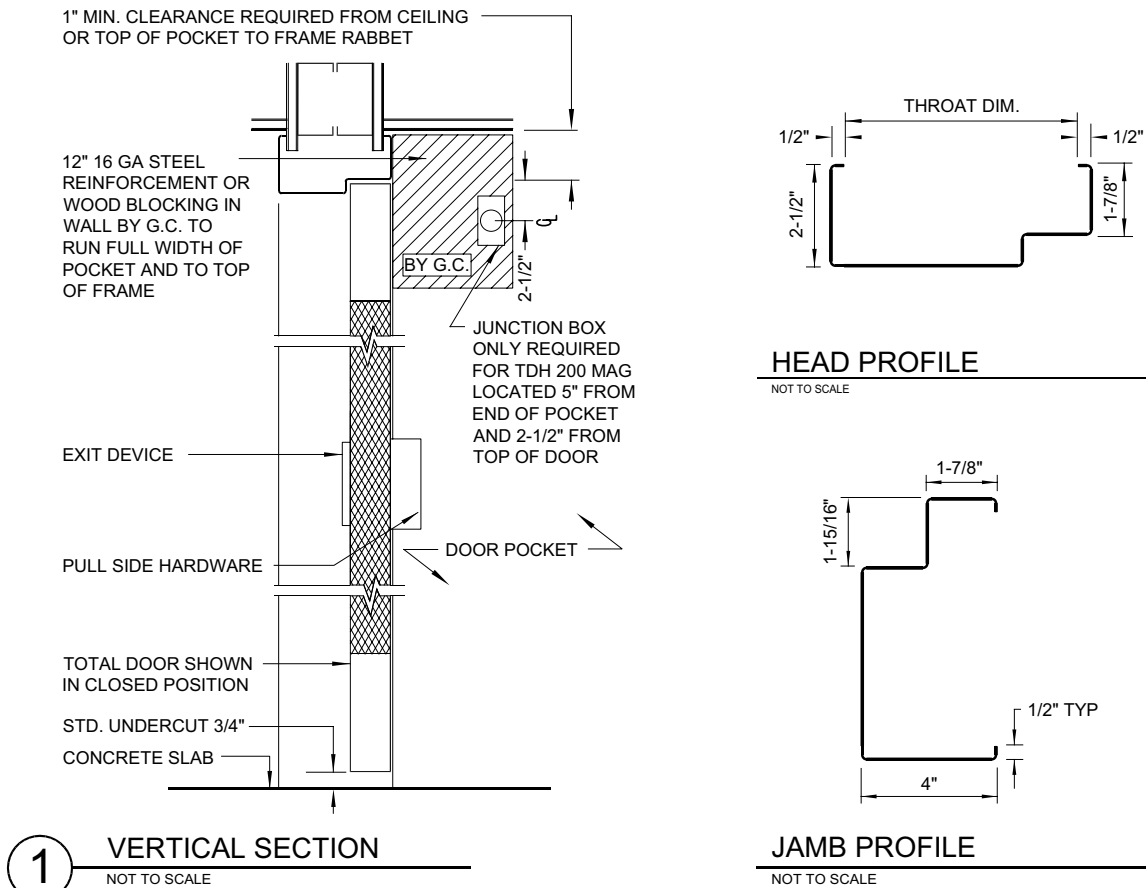 1" MIN. CLEARANCE REQUIRED FROM CEILING
OR TOP OF POCKET TO FRAME RABBET
12" 16 GA STEEL
REINFORCEMENT OR
WOOD BLOCKING IN
WALL BY G.C. TO
RUN FULL WIDTH OF
POCKET AND TO TOP
OF FRAME
BY G.C.
2-1/2"
CL
JUNCTION BOX
ONLY REQUIRED
FOR TDH 200 MAG
LOCATED 5" FROM
END OF POCKET
AND 2-1/2" FROM
TOP OF DOOR
EXIT DEVICE
PULL SIDE HARDWARE
DOOR POCKET
TOTAL DOOR SHOWN
IN CLOSED POSITION
STD. UNDERCUT 3/4"
CONCRETE SLAB
1
VERTICAL SECTION
NOT TO SCALE
THROAT DIM.
1/2"
1/2"
2-1/2"
1-7/8"
HEAD PROFILE
NOT TO SCALE
1-7/8"
1-15/16"
1/2" TYP
4"
JAMB PROFILE
NOT TO SCALE